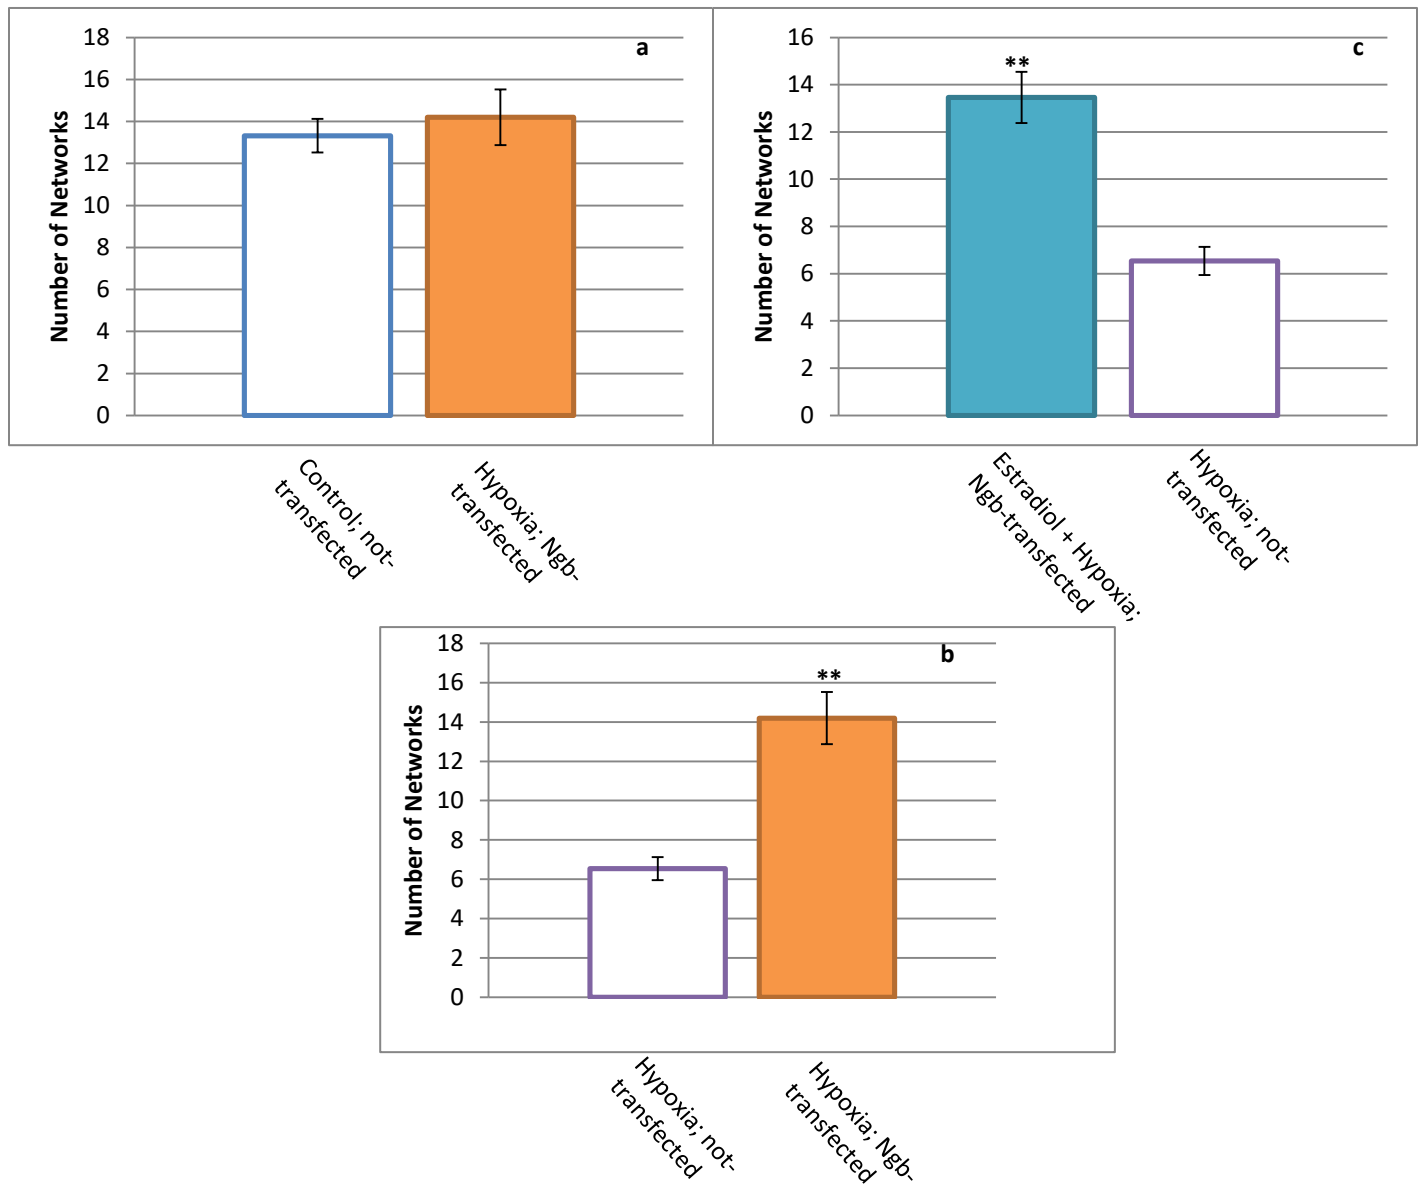 a
Number of Networks
18
16
14
12
10
8
6
4
2
0
Control; not-
transfected
Hypoxia; Ngb-
transfected
c
Number of Networks
16
14
12
10
8
6
4
2
0
**
Estradiol + Hypoxia;
Ngb-transfected
Hypoxia; not-
transfected
b
Number of Networks
18
16
14
12
10
8
6
4
2
0
**
Hypoxia; not-
transfected
Hypoxia; Ngb-
transfected